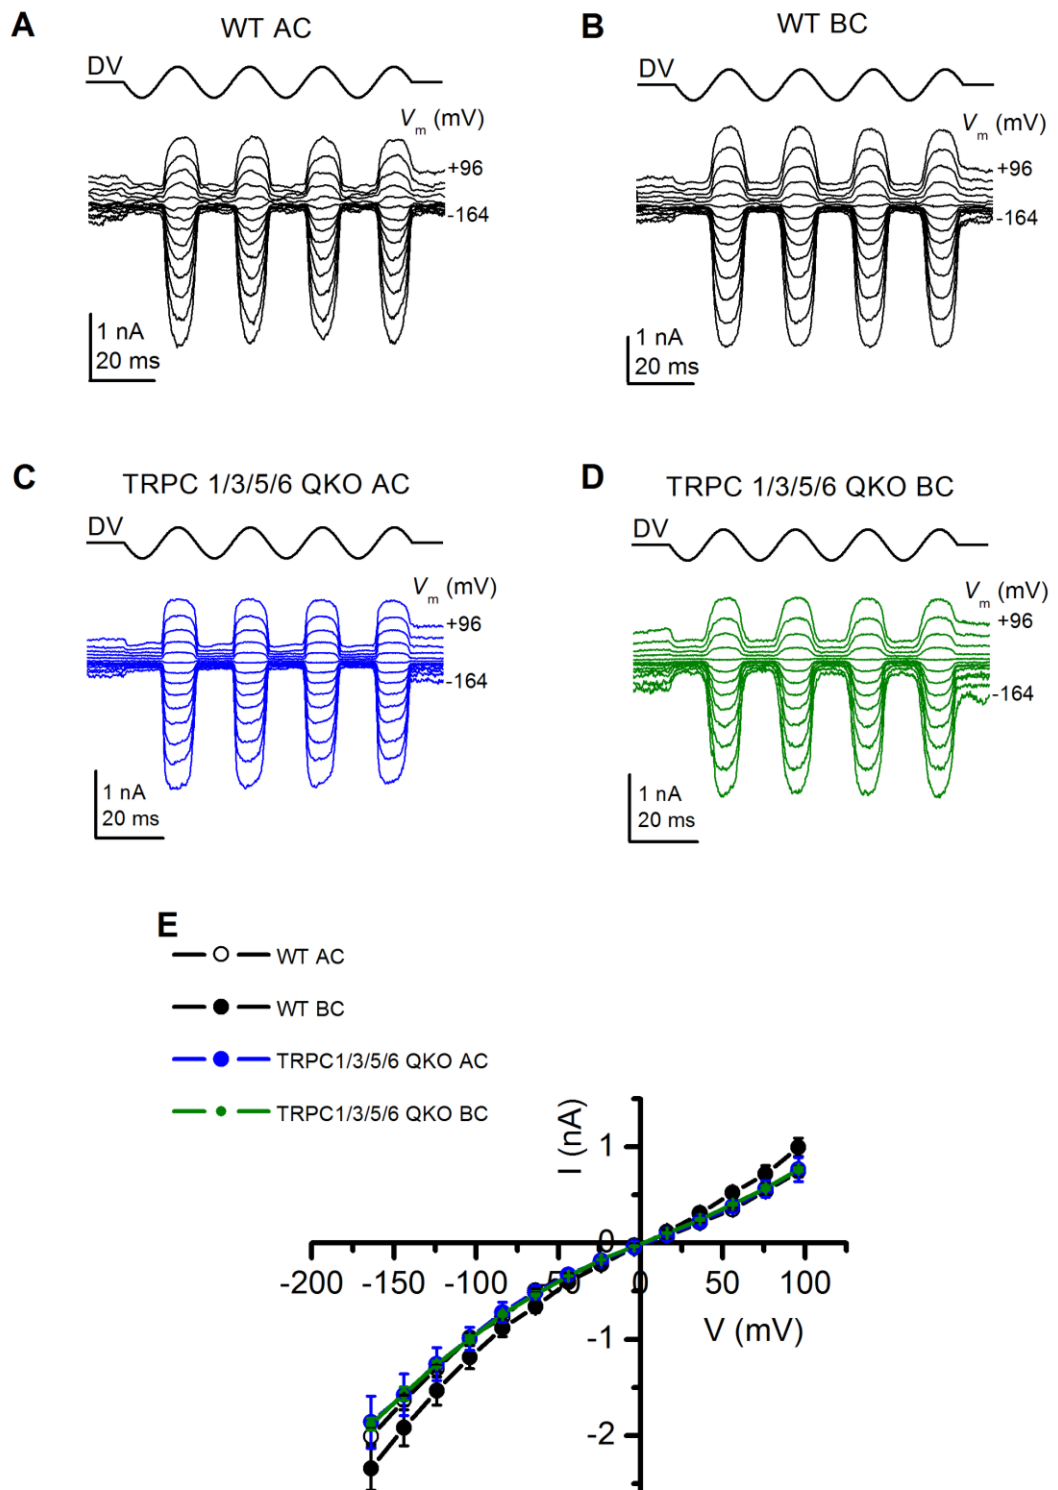 A
WT AC
DV
Vm (mV)
+96
-164
1 nA
20 ms
B
WT BC
DV
Vm (mV)
+96
-164
1 nA
20 ms
C
TRPC 1/3/5/6 QKO AC
DV
Vm (mV)
+96
-164
1 nA
20 ms
D
TRPC 1/3/5/6 QKO BC
DV
Vm (mV)
+96
-164
1 nA
20 ms
E
WT AC
WT BC
TRPC1/3/5/6 QKO AC
TRPC1/3/5/6 QKO BC
I (nA)
1
0
-1
-2
-200 -150 -100 -50 0 50 100
V (mV)